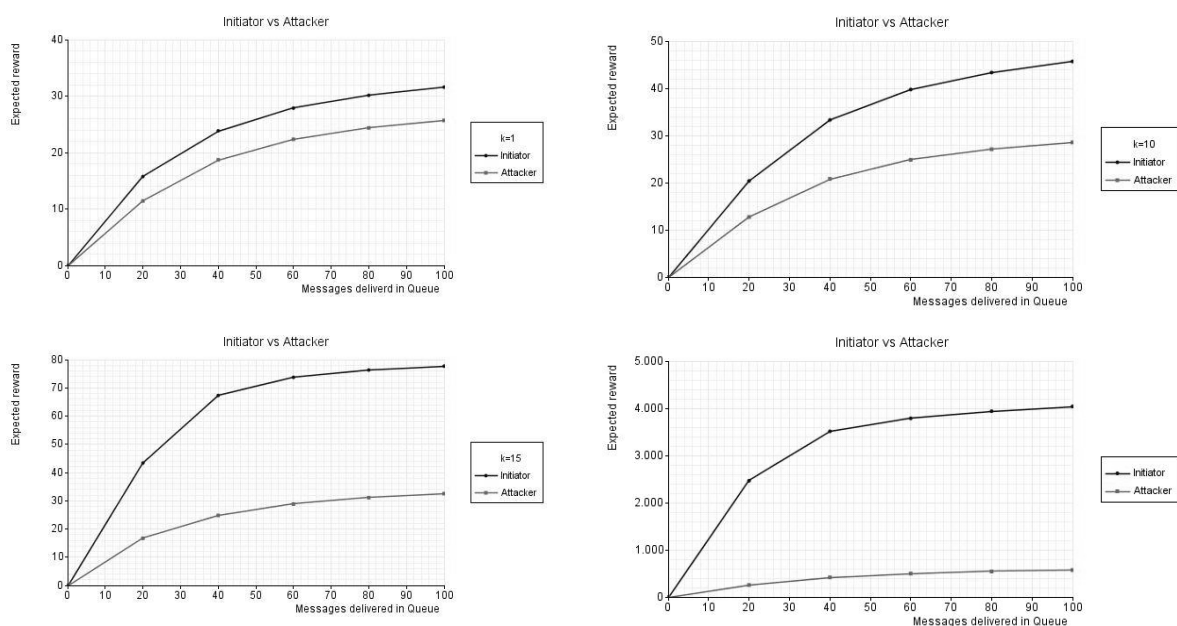 Initiator vs Attacker
Expected reward
40
30
20
10
0
0 10 20 30 40 50 60 70 80 90 100
Messages deliverd in Queue
k=1
Initiator
Attacker
Initiator vs Attacker
Expected reward
50
40
30
20
10
0
0 10 20 30 40 50 60 70 80 90 100
Messages delivered in Queue
k=10
Initiator
Attacker
Initiator vs Attacker
Expected reward
80
70
60
50
40
30
20
10
0
0 10 20 30 40 50 60 70 80 90 100
Messages delivered in Queue
k=15
Initiator
Attacker
Initiator vs Attacker
Expected reward
5.000
4.000
3.000
2.000
1.000
0
0 10 20 30 40 50 60 70 80 90 100
Messages delivered in Queue
Initiator
Attacker